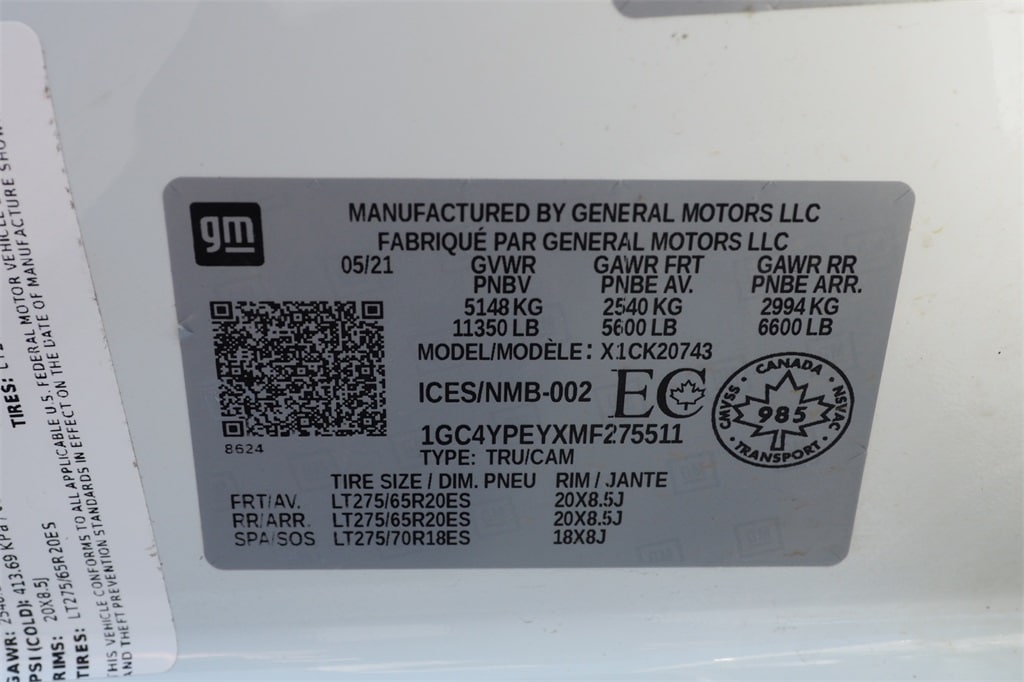 gm
MANUFACTURED BY GENERAL MOTORS LLC
FABRIQUÉ PAR GENERAL MOTORS LLC
05/21 GVWR GAWR FRT GAWR RR
PNBV PNBE AV. PNBE ARR.
5148 KG 2540 KG 2994 KG
11350 LB 5600 LB 6600 LB
MODEL/MODÈLE: X1CK20743
ICES/NMB-002 EC
CANADA
CMVSS 985 NSVAC
TRANSPORT
8624
1GC4YPEYXMF275511
TYPE: TRU/CAM
TIRE SIZE / DIM. PNEU RIM / JANTE
FRT/AV. LT275/65R20ES 20X8.5J
RR/ARR. LT275/65R20ES 20X8.5J
SPA/SOS LT275/70R18ES 18X8J
TIRES:
GAWR:
PSI (COLD): 413.69 KPa /
RIMS: 20X8.5J
TIRES: LT275/65R20ES
THIS VEHICLE CONFORMS TO ALL APPLICABLE U.S. FEDERAL MOTOR VEHICLE
AND THEFT PREVENTION STANDARDS IN EFFECT ON THE DATE OF MANUFACTURE SHOW